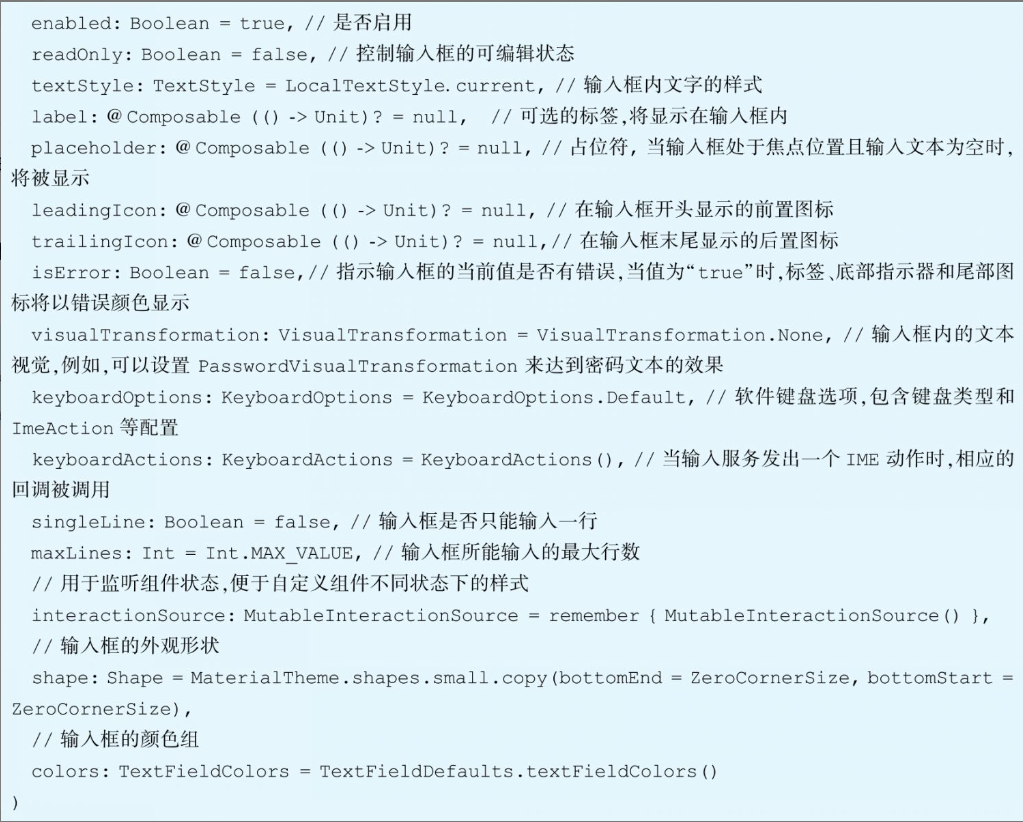 enabled: Boolean = true, // 是否启用
readOnly: Boolean = false, // 控制输入框的可编辑状态
textStyle: TextStyle = LocalTextStyle.current, // 输入框内文字的样式
label: @Composable (() -> Unit)? = null, // 可选的标签,将显示在输入框内
placeholder: @Composable (() -> Unit)? = null, // 占位符, 当输入框处于焦点位置且输入文本为空时,
将被显示
leadingIcon: @Composable (() -> Unit)? = null, // 在输入框开头显示的前置图标
trailingIcon: @Composable (() -> Unit)? = null,// 在输入框末尾显示的后置图标
isError: Boolean = false,// 指示输入框的当前值是否有错误,当值为“true”时,标签、底部指示器和尾部图
标将以错误颜色显示
visualTransformation: VisualTransformation = VisualTransformation.None, // 输入框内的文本
视觉,例如,可以设置 PasswordVisualTransformation 来达到密码文本的效果
keyboardOptions: KeyboardOptions = KeyboardOptions.Default, // 软件键盘选项,包含键盘类型和
ImeAction 等配置
keyboardActions: KeyboardActions = KeyboardActions(), // 当输入服务发出一个 IME 动作时,相应的
回调被调用
singleLine: Boolean = false, // 输入框是否只能输入一行
maxLines: Int = Int.MAX_VALUE, // 输入框所能输入的最大行数
// 用于监听组件状态,便于自定义组件不同状态下的样式
interactionSource: MutableInteractionSource = remember { MutableInteractionSource() },
// 输入框的外观形状
shape: Shape = MaterialTheme.shapes.small.copy(bottomEnd = ZeroCornerSize, bottomStart =
ZeroCornerSize),
// 输入框的颜色组
colors: TextFieldColors = TextFieldDefaults.textFieldColors()
)